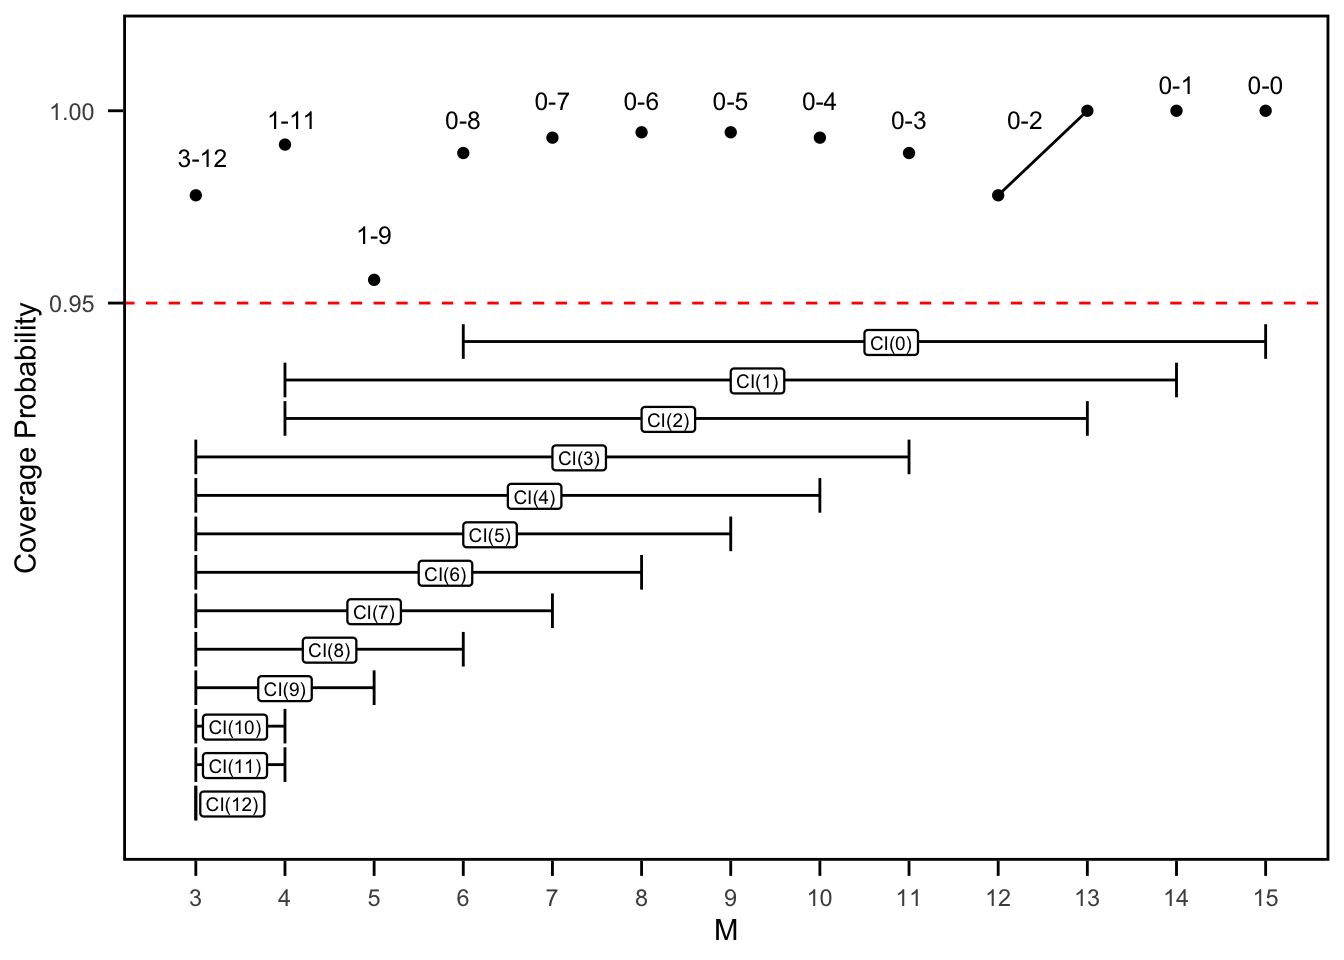 0-1
0-0
0-7
0-6
0-5
0-4
1.00
1-11
0-8
0-3
0-2
3-12
1-9
0.95
CI(0)
CI(1)
CI(2)
CI(3)
CI(4)
CI(5)
CI(6)
CI(7)
CI(8)
CI(9)
CI(10)
CI(11)
CI(12)
Coverage Probability
3 4 5 6 7 8 9 10 11 12 13 14 15
M